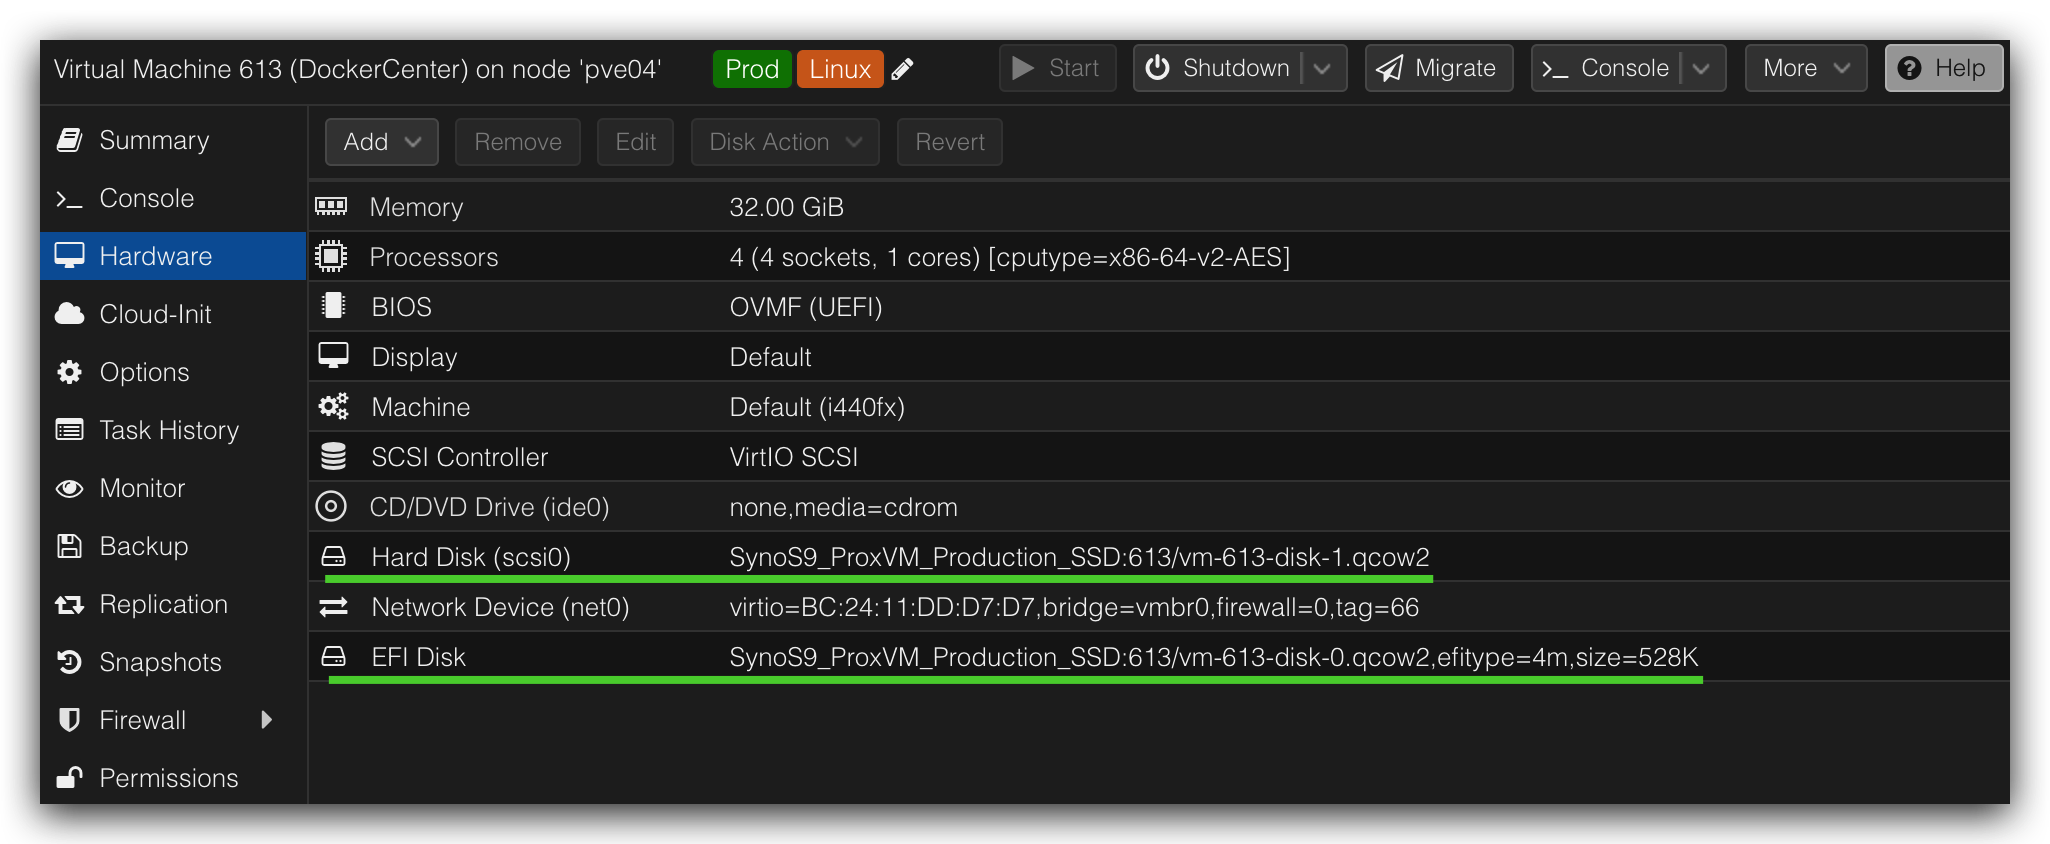 Virtual Machine 613 (DockerCenter) on node 'pve04' Prod Linux Start Shutdown Migrate Console More Help
Add Remove Edit Disk Action Revert
Summary
Console
Hardware
Cloud-Init
Options
Task History
Monitor
Backup
Replication
Snapshots
Firewall
Permissions
Memory 32.00 GiB
Processors 4 (4 sockets, 1 cores) [cputype=x86-64-v2-AES]
BIOS OVMF (UEFI)
Display Default
Machine Default (i440fx)
SCSI Controller VirtIO SCSI
CD/DVD Drive (ide0) none,media=cdrom
Hard Disk (scsi0) SynoS9_ProxVM_Production_SSD:613/vm-613-disk-1.qcow2
Network Device (net0) virtio=BC:24:11:DD:D7:D7,bridge=vmbr0,firewall=0,tag=66
EFI Disk SynoS9_ProxVM_Production_SSD:613/vm-613-disk-0.qcow2,efitype=4m,size=528K